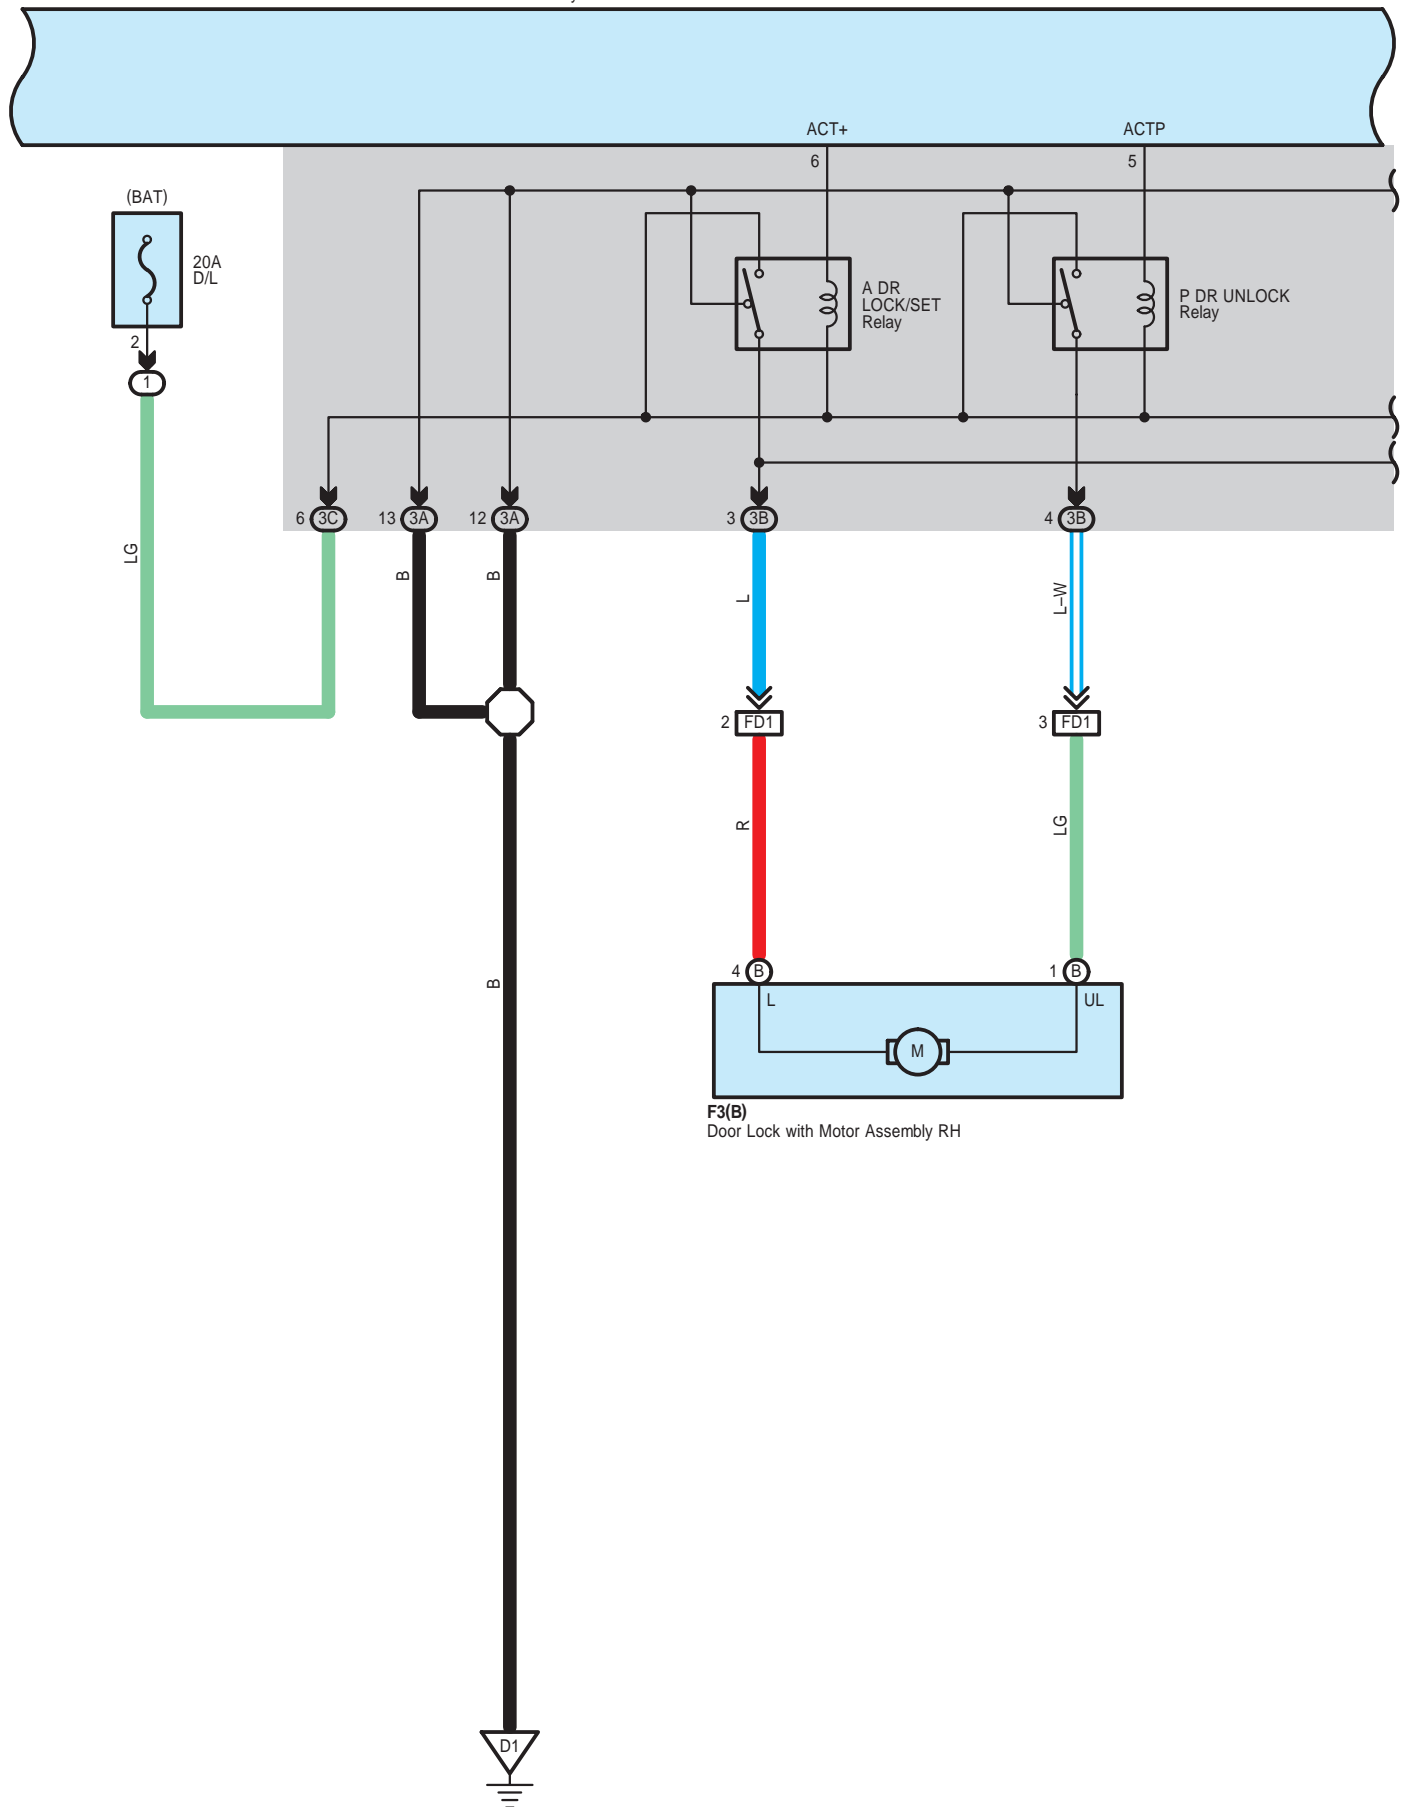 ACT+
ACTP
6
5
(BAT)
20A
D/L
2
1
A DR
LOCK/SET
Relay
P DR UNLOCK
Relay
6 3C
13 3A
12 3A
3 3B
4 3B
LG
B
B
L
L–W
2 FD1
3 FD1
R
LG
B
4 B
1 B
L
UL
M
F3(B)
Door Lock with Motor Assembly RH
D1